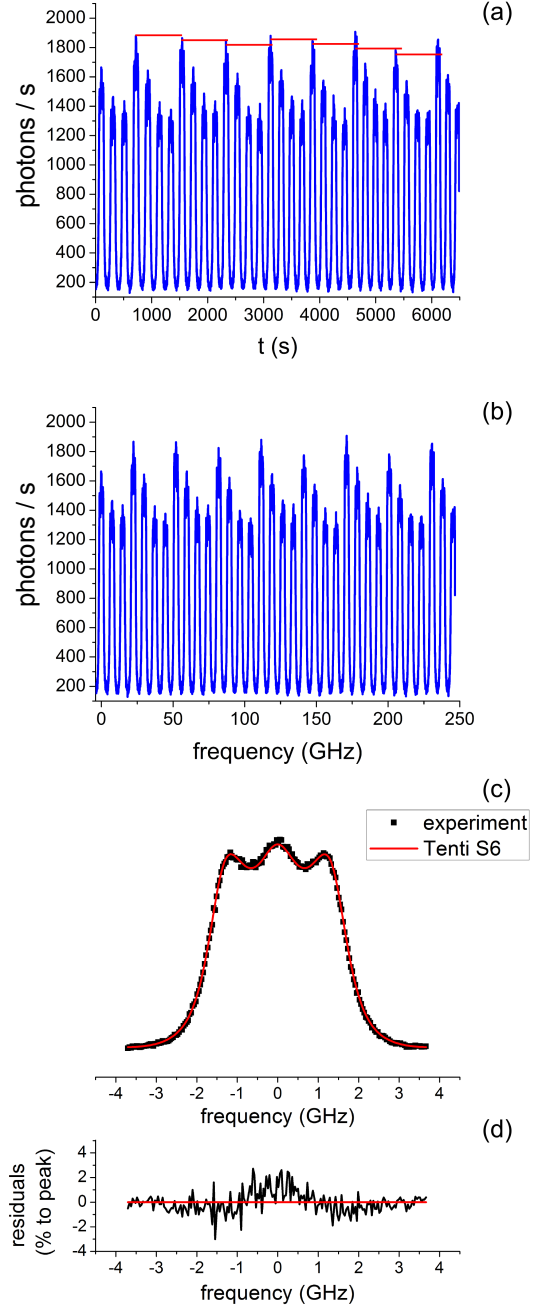 (a)
2000
1800
1600
1400
1200
1000
800
600
400
200
photons / s
0 1000 2000 3000 4000 5000 6000
t (s)
(b)
2000
1800
1600
1400
1200
1000
800
600
400
200
photons / s
0 50 100 150 200 250
frequency (GHz)
(c)
experiment
Tenti S6
-4 -3 -2 -1 0 1 2 3 4
frequency (GHz)
(d)
4
2
0
-2
-4
residuals
(% to peak)
-4 -3 -2 -1 0 1 2 3 4
frequency (GHz)